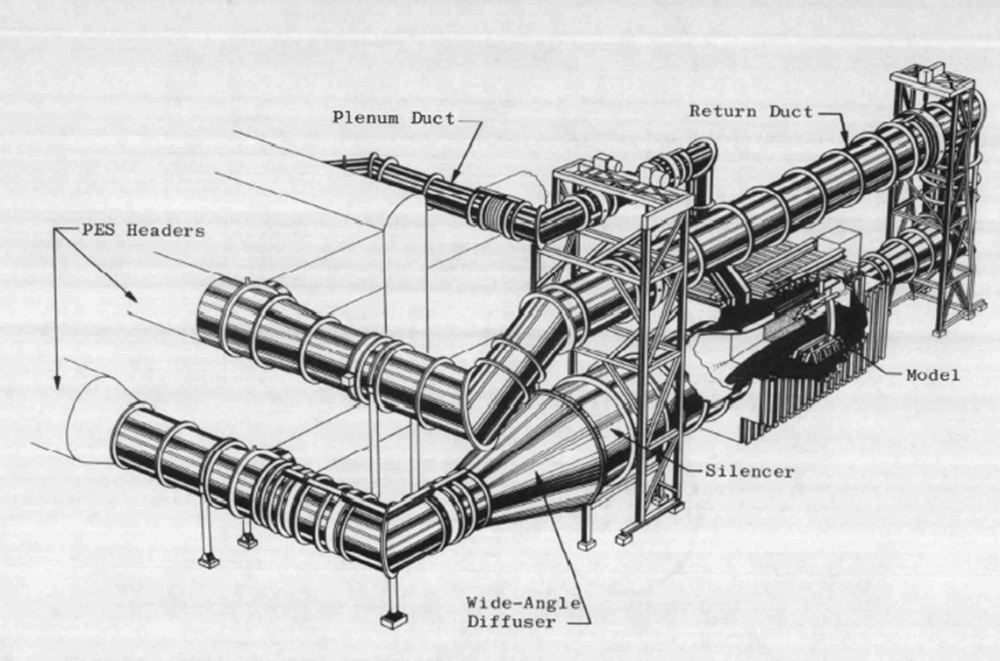 Plenum Duct
Return Duct
PES Headers
Model
Silencer
Wide-Angle
Diffuser